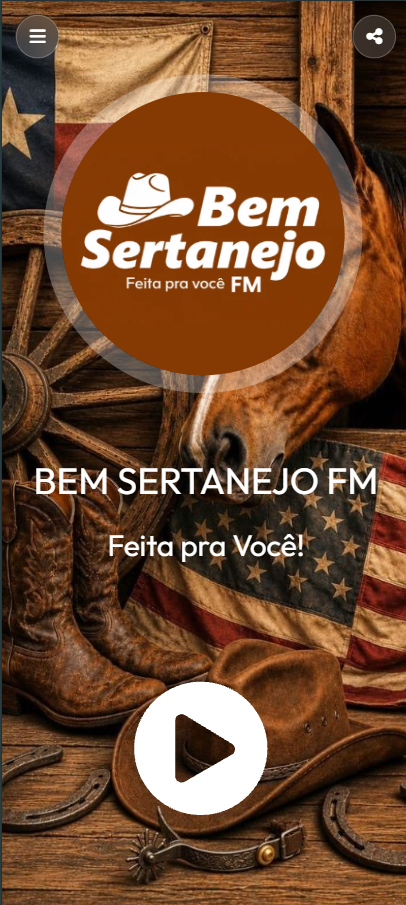 Bem
Sertanejo
Feita pra você FM
BEM SERTANEJO FM
Feita pra Você!